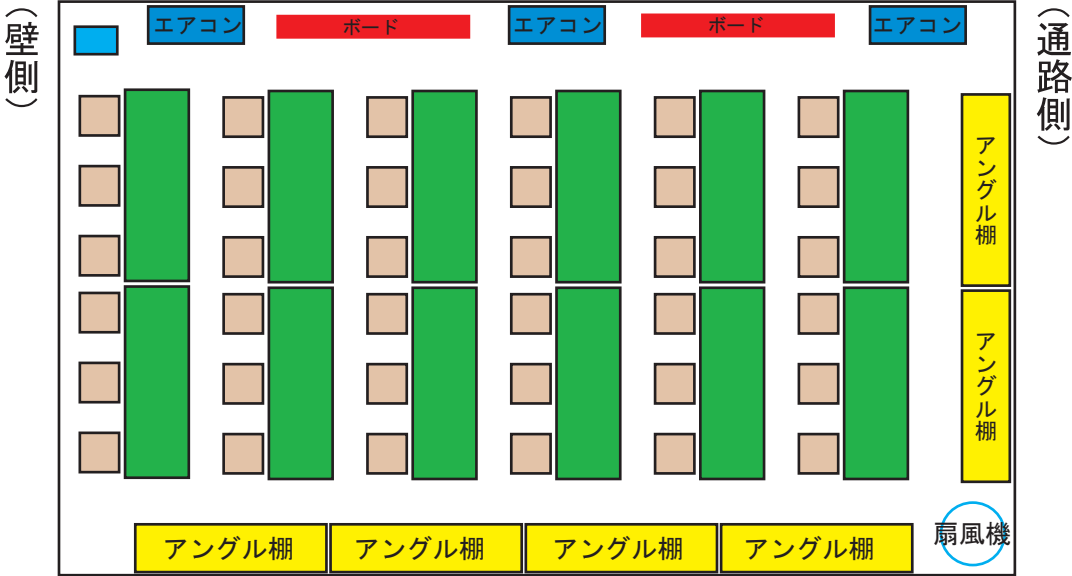 （壁側）
エアコン
ボード
エアコン
ボード
エアコン
（通路側）
アングル棚
アングル棚
アングル棚
アングル棚
アングル棚
アングル棚
扇風機